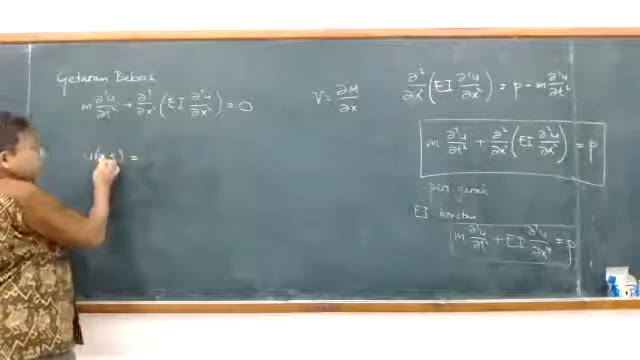 Getaran Bebas
m ∂²u/∂t² + ∂²/∂x² (EI ∂²u/∂x²) = 0
u( ) =
V = ∂M/∂x
∂²/∂x² (EI ∂²u/∂x²) = p - m ∂²u/∂t²
m ∂²u/∂t² + ∂²/∂x² (EI ∂²u/∂x²) = p
pers gerak
EI konstan
m ∂²u/∂t² + EI ∂⁴u/∂x⁴ = p